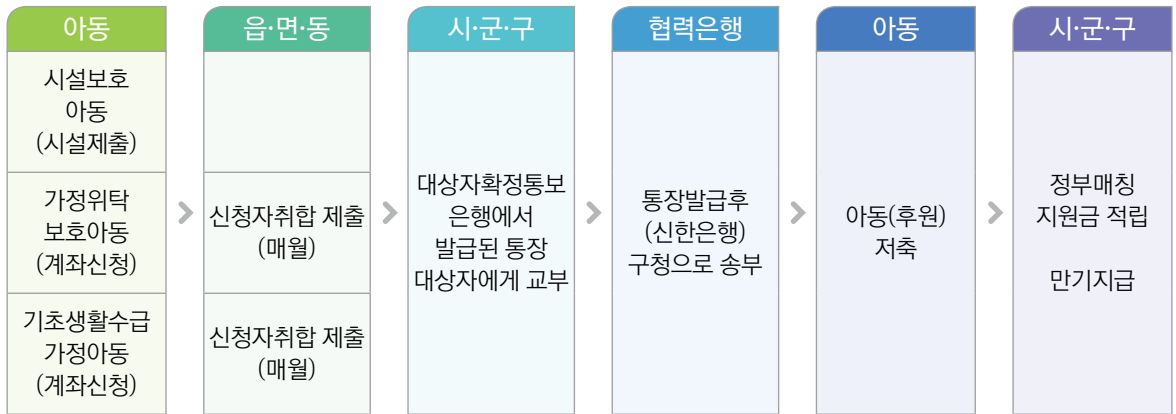 아동
시설보호
아동
(시설제출)
가정위탁
보호아동
(계좌신청)
기초생활수급
가정아동
(계좌신청)
읍·면·동
신청자취합 제출
(매월)
신청자취합 제출
(매월)
시·군·구
대상자확정통보
은행에서
발급된 통장
대상자에게 교부
협력은행
통장발급후
(신한은행)
구청으로 송부
아동
아동(후원)
저축
시·군·구
정부매칭
지원금 적립
만기지급